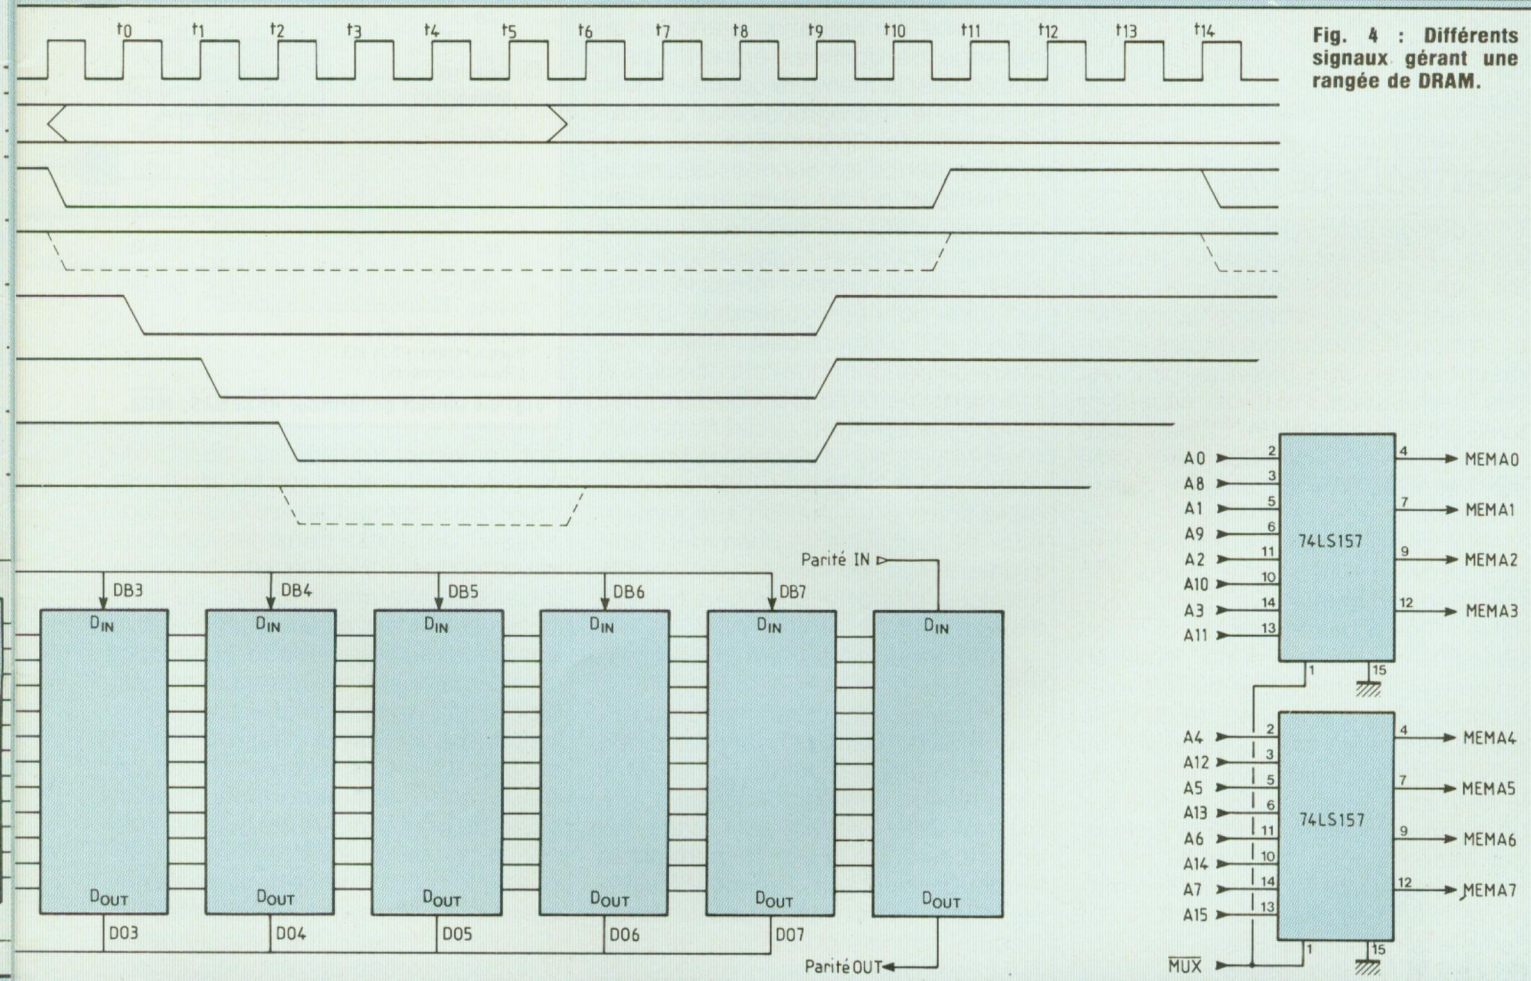 t0 t1 t2 t3 t4 t5 t6 t7 t8 t9 t10 t11 t12 t13 t14
Fig. 4 : Différents
signaux gérant une
rangée de DRAM.
Parité IN
DB3 DB4 DB5 DB6 DB7
DIN DIN DIN DIN DIN DIN
DOUT DOUT DOUT DOUT DOUT DOUT
D03 D04 D05 D06 D07
Parité OUT
A0 2 4 MEMA0
A8 3
A1 5 7 MEMA1
A9 6
74LS157
A2 11 9 MEMA2
A10 10
A3 14 12 MEMA3
A11 13
1 15
A4 2 4 MEMA4
A12 3
A5 5 7 MEMA5
A13 6
74LS157
A6 11 9 MEMA6
A14 10
A7 14 12 MEMA7
A15 13
1 15
MUX